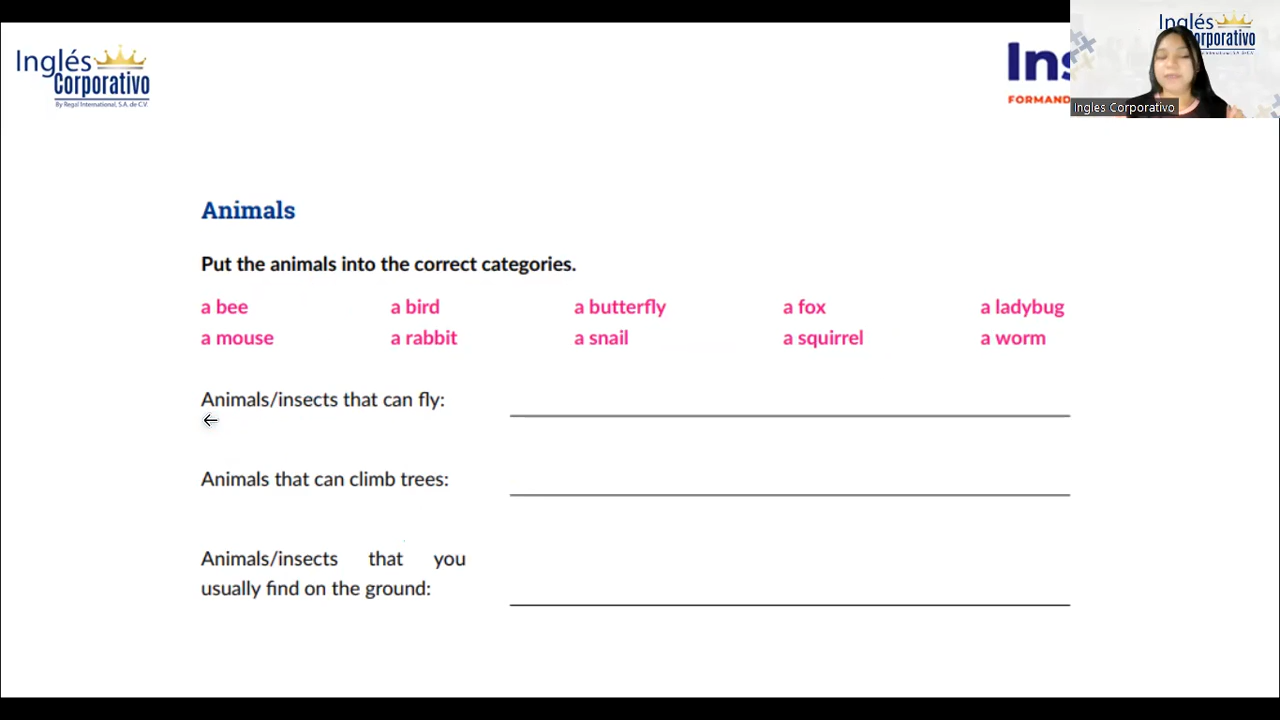 Inglés
Corporativo
By Regal International, S.A. de C.V.
Ins
FORMAND
Inglés
orporativo
Ingles Corporativo
Animals
Put the animals into the correct categories.
a bee a bird a butterfly a fox a ladybug
a mouse a rabbit a snail a squirrel a worm
Animals/insects that can fly:
Animals that can climb trees:
Animals/insects that you
usually find on the ground: